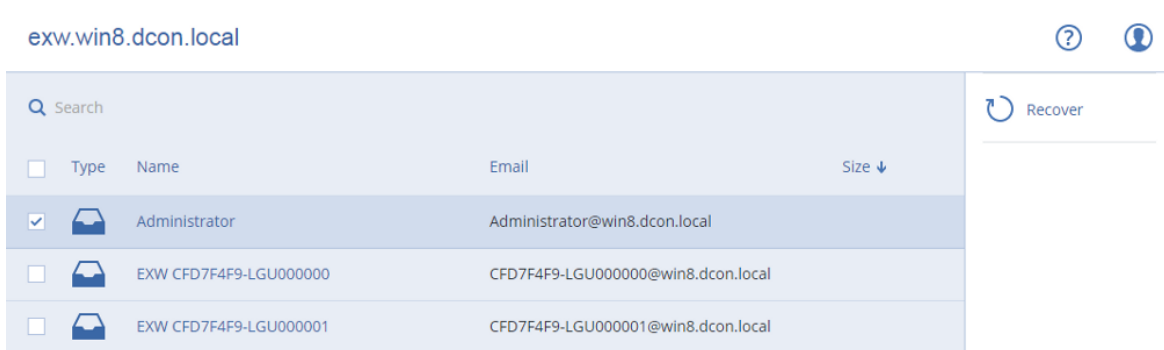 exw.win8.dcon.local
Search
Recover
Type Name Email Size
Administrator Administrator@win8.dcon.local
EXW CFD7F4F9-LGU000000 CFD7F4F9-LGU000000@win8.dcon.local
EXW CFD7F4F9-LGU000001 CFD7F4F9-LGU000001@win8.dcon.local